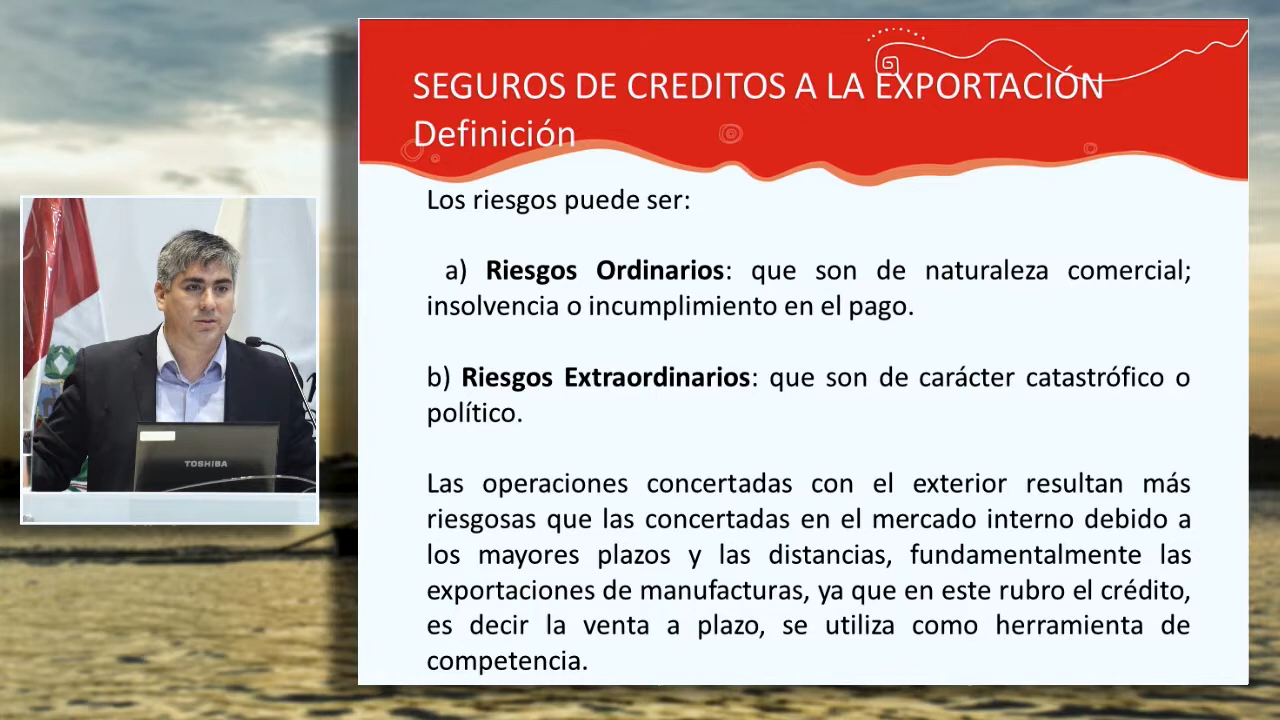 SEGUROS DE CREDITOS A LA EXPORTACIÓN
Definición
Los riesgos puede ser:
a) Riesgos Ordinarios: que son de naturaleza comercial;
insolvencia o incumplimiento en el pago.
b) Riesgos Extraordinarios: que son de carácter catastrófico o
político.
Las operaciones concertadas con el exterior resultan más
riesgosas que las concertadas en el mercado interno debido a
los mayores plazos y las distancias, fundamentalmente las
exportaciones de manufacturas, ya que en este rubro el crédito,
es decir la venta a plazo, se utiliza como herramienta de
competencia.
TOSHIBA